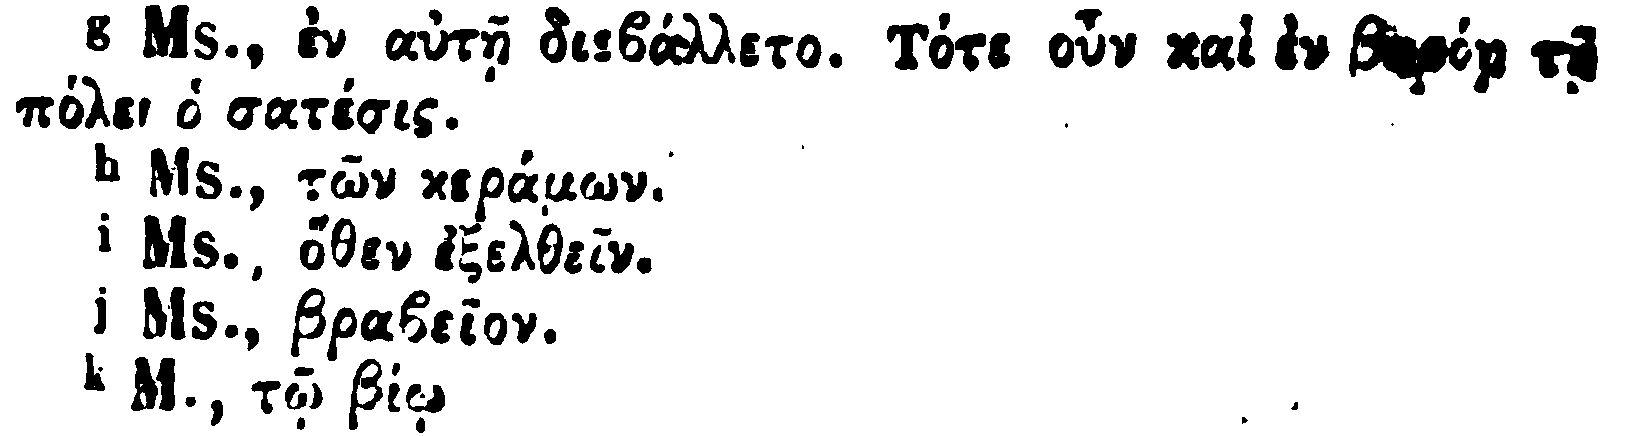 g Ms., ἐν αὐτῇ διεβάλλετο. Τότε οὖν καὶ ἐν τῇ
πόλει ὁ σατέσις.
h Ms., τῶν κεράμων.
i Ms., ὅθεν ἐξελθεῖν.
j Ms., βραβεῖον.
k M., τῷ βίῳ